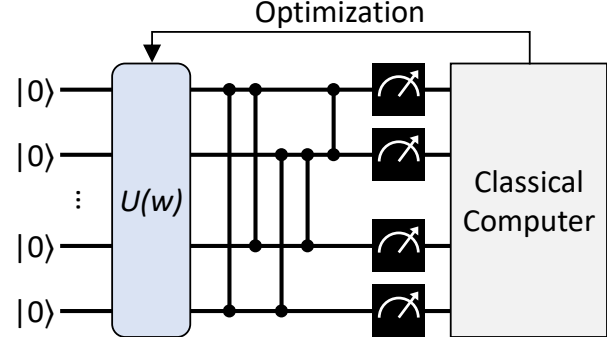 Optimization
|0⟩
|0⟩
⋮
|0⟩
|0⟩
U(w)
Classical
Computer